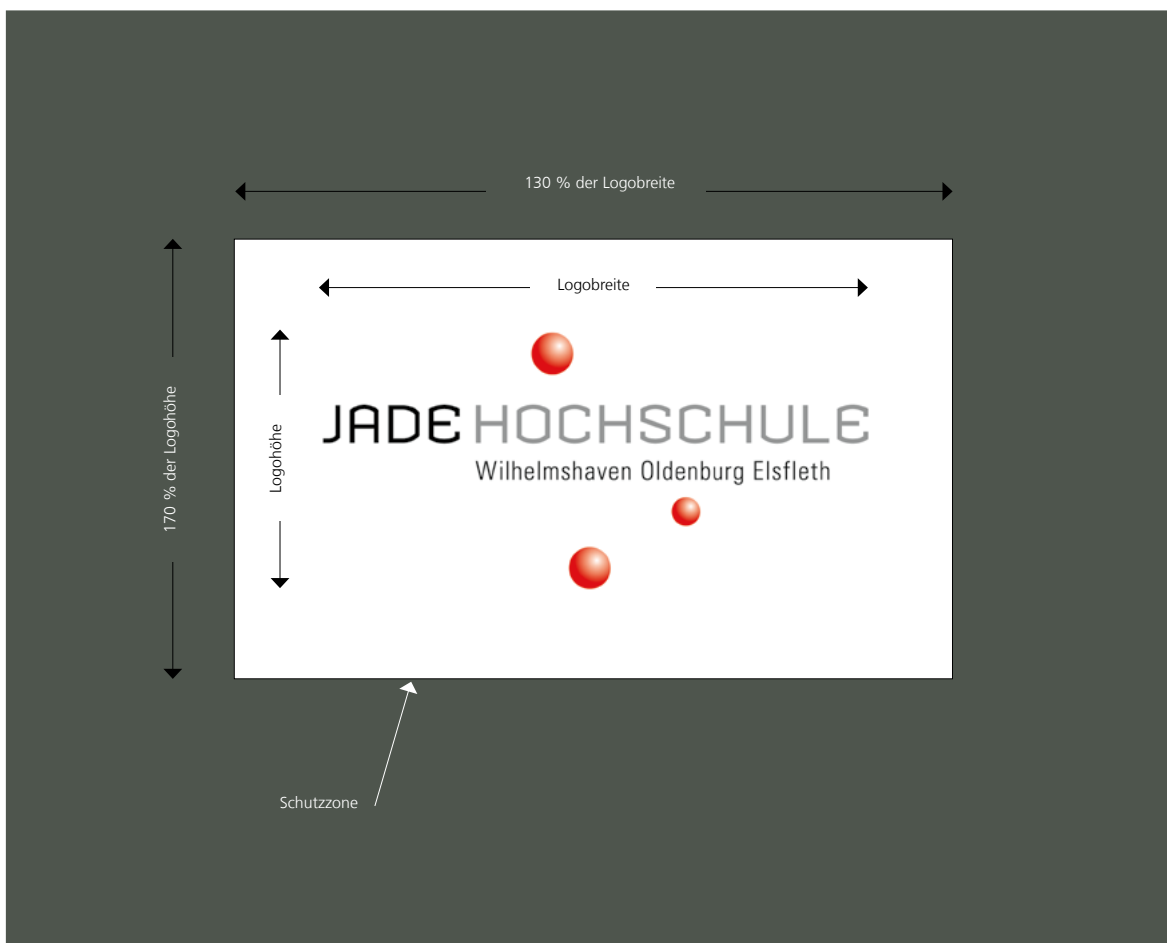 130 % der Logobreite
Logobreite
170 % der Logohöhe
Logohöhe
JADE HOCHSCHULE
Wilhelmshaven Oldenburg Elsfleth
Schutzzone